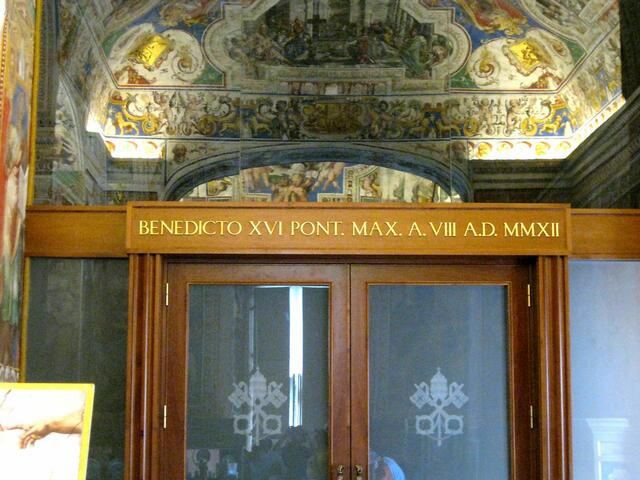 BENEDICTO XVI PONT. MAX. A. VIII A.D. MMXII